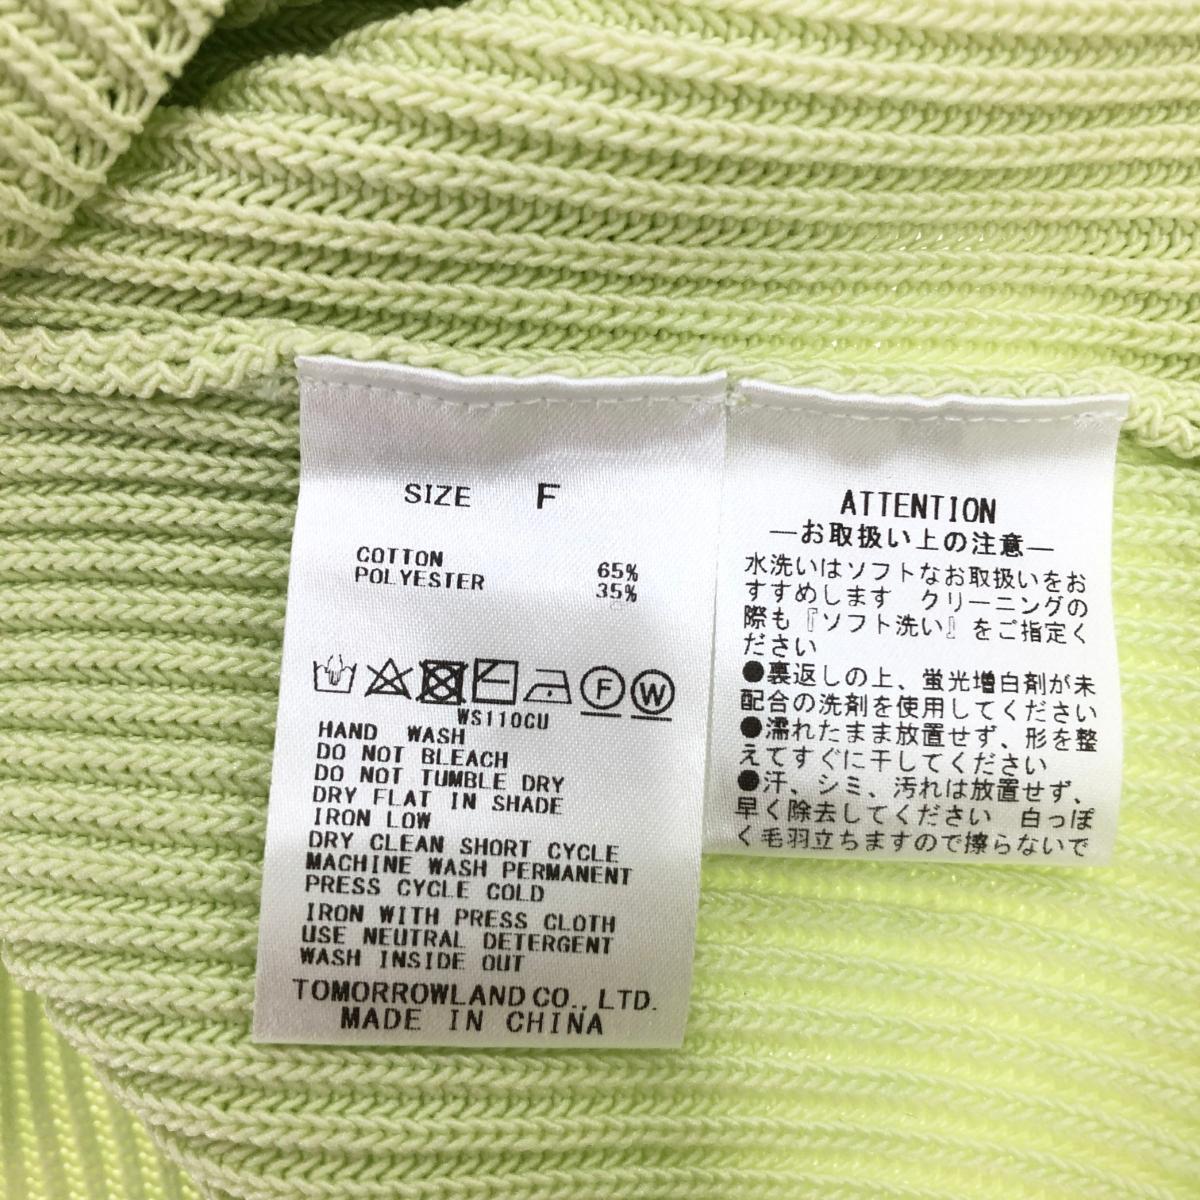 SIZE F
COTTON 65%
POLYESTER 35%
F W
WS110CU
HAND WASH
DO NOT BLEACH
DO NOT TUMBLE DRY
DRY FLAT IN SHADE
IRON LOW
DRY CLEAN SHORT CYCLE
MACHINE WASH PERMANENT
PRESS CYCLE COLD
IRON WITH PRESS CLOTH
USE NEUTRAL DETERGENT
WASH INSIDE OUT
TOMORROWLAND CO., LTD.
MADE IN CHINA
ATTENTION
―お取扱い上の注意―
水洗いはソフトなお取扱いをお
すすめします クリーニングの
際も『ソフト洗い』をご指定く
ださい
●裏返しの上、蛍光増白剤が未
配合の洗剤を使用してください
●濡れたまま放置せず、形を整
えてすぐに干してください
●汗、シミ、汚れは放置せず、
早く除去してください 白っぽ
く毛羽立ちますので擦らないで